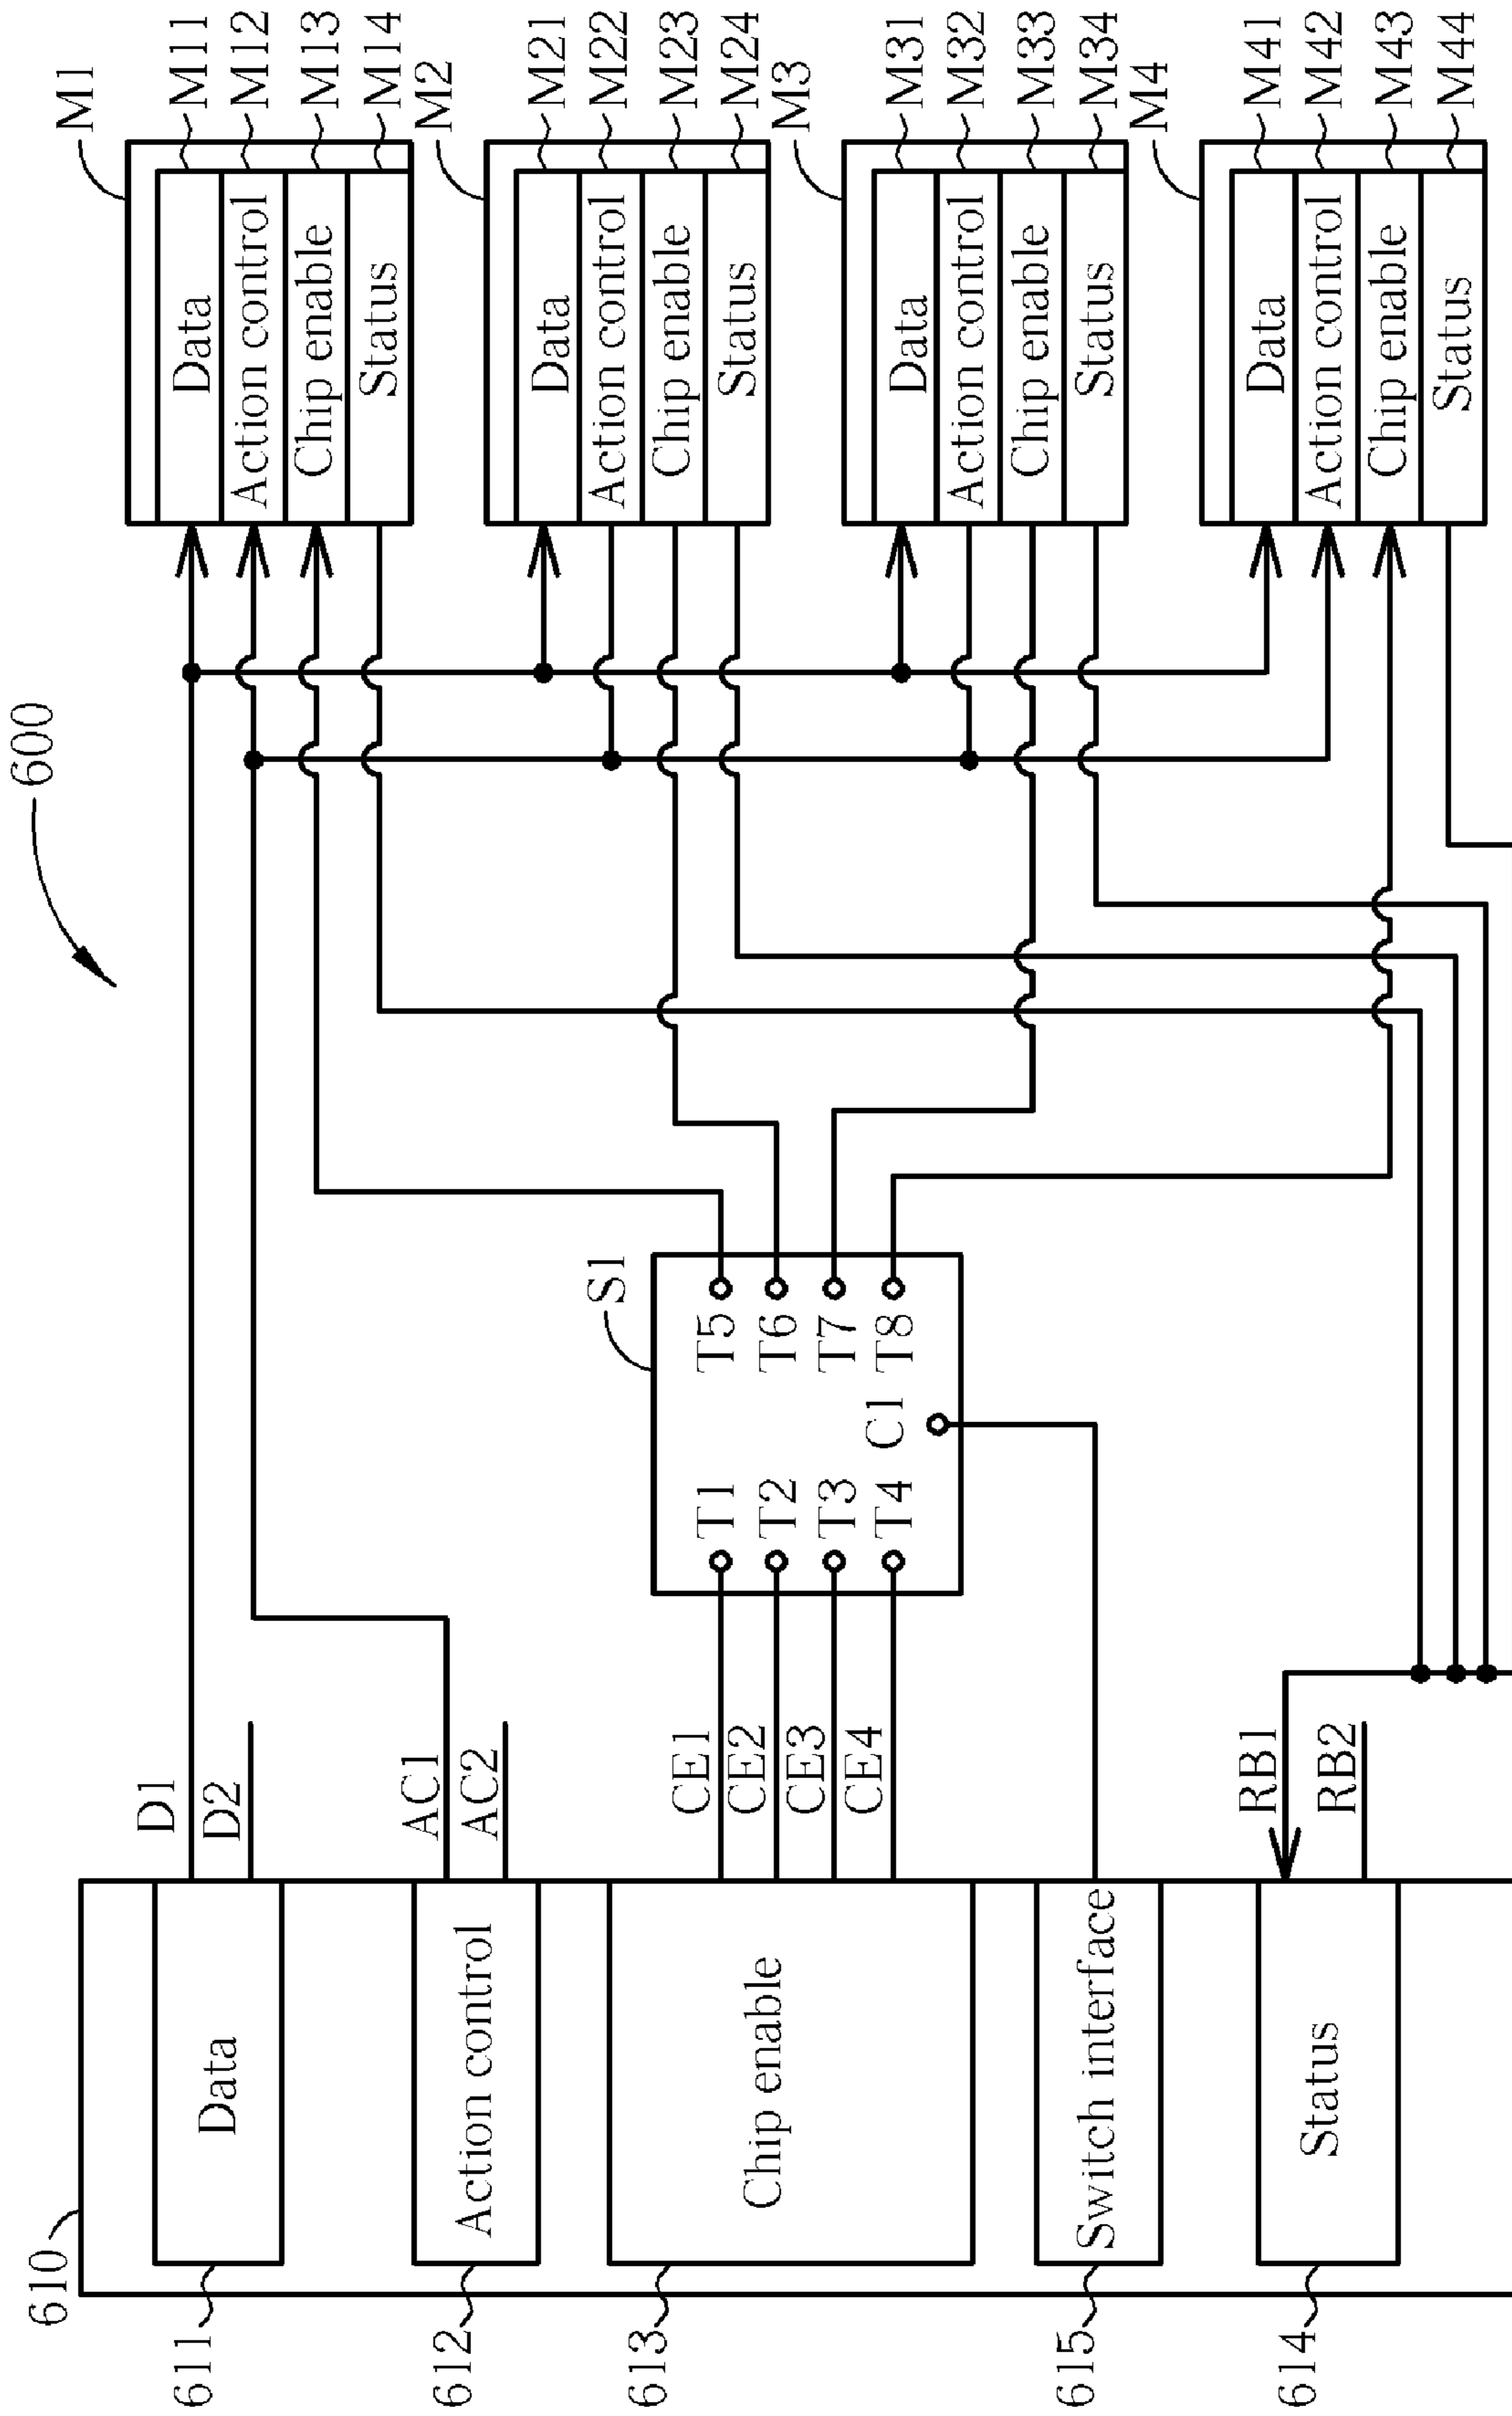 600
610
611
Data
612
Action control
613
Chip enable
615
Switch interface
614
Status
D1
D2
AC1
AC2
CE1
CE2
CE3
CE4
RB1
RB2
S1
T1
T2
T3
T4
C1
T5
T6
T7
T8
M1
Data
M11
Action control
M12
Chip enable
M13
Status
M14
M2
Data
M21
Action control
M22
Chip enable
M23
Status
M24
M3
Data
M31
Action control
M32
Chip enable
M33
Status
M34
M4
Data
M41
Action control
M42
Chip enable
M43
Status
M44